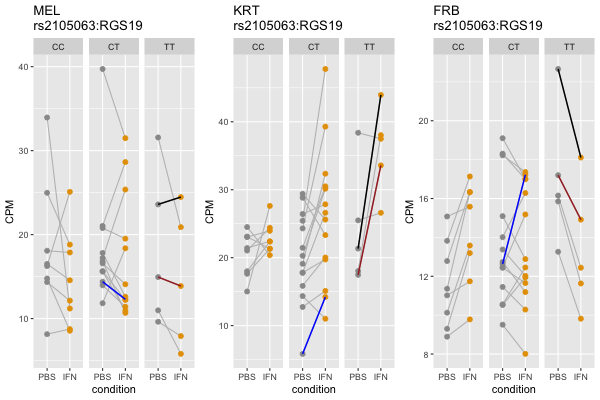 MEL
rs2105063:RGS19
CC CT TT
CPM
40
30
20
10
PBS IFN PBS IFN PBS IFN
condition
KRT
rs2105063:RGS19
CC CT TT
CPM
40
30
20
10
PBS IFN PBS IFN PBS IFN
condition
FRB
rs2105063:RGS19
CC CT TT
CPM
20
16
12
8
PBS IFN PBS IFN PBS IFN
condition